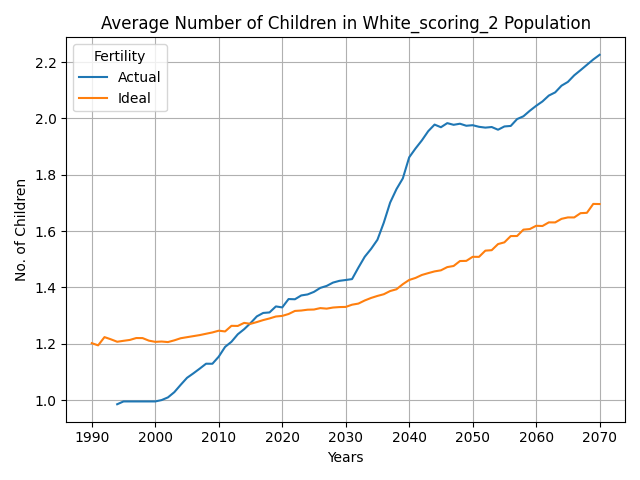 Average Number of Children in White_scoring_2 Population
Fertility
Actual
Ideal
No. of Children
2.2
2.0
1.8
1.6
1.4
1.2
1.0
1990 2000 2010 2020 2030 2040 2050 2060 2070
Years